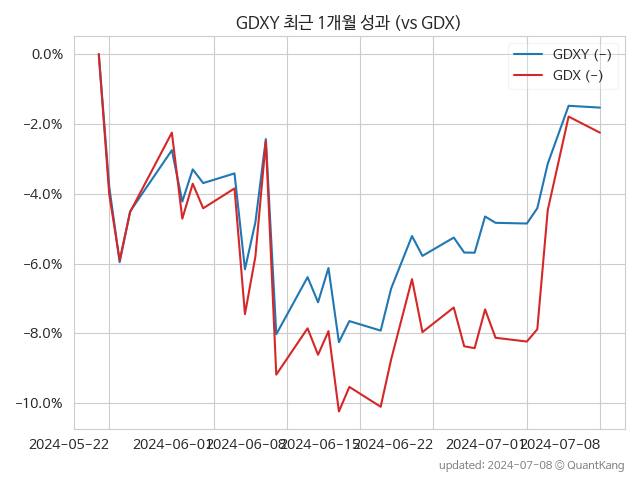 GDXY 최근 1개월 성과 (vs GDX)
GDXY (-)
GDX (-)
0.0%
−2.0%
−4.0%
−6.0%
−8.0%
−10.0%
2024-05-22 2024-06-01 2024-06-08 2024-06-15 2024-06-22 2024-07-01 2024-07-08
updated: 2024-07-08 © QuantKang